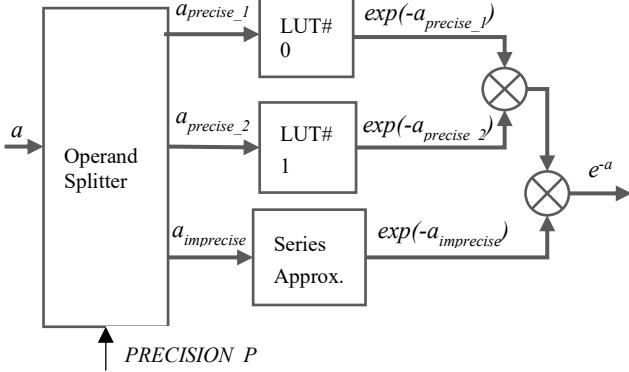 a_precise_1
LUT#
0
exp(-a_precise_1)
a
Operand
Splitter
a_precise_2
LUT#
1
exp(-a_precise_2)
e^-a
a_imprecise
Series
Approx.
exp(-a_imprecise)
PRECISION P